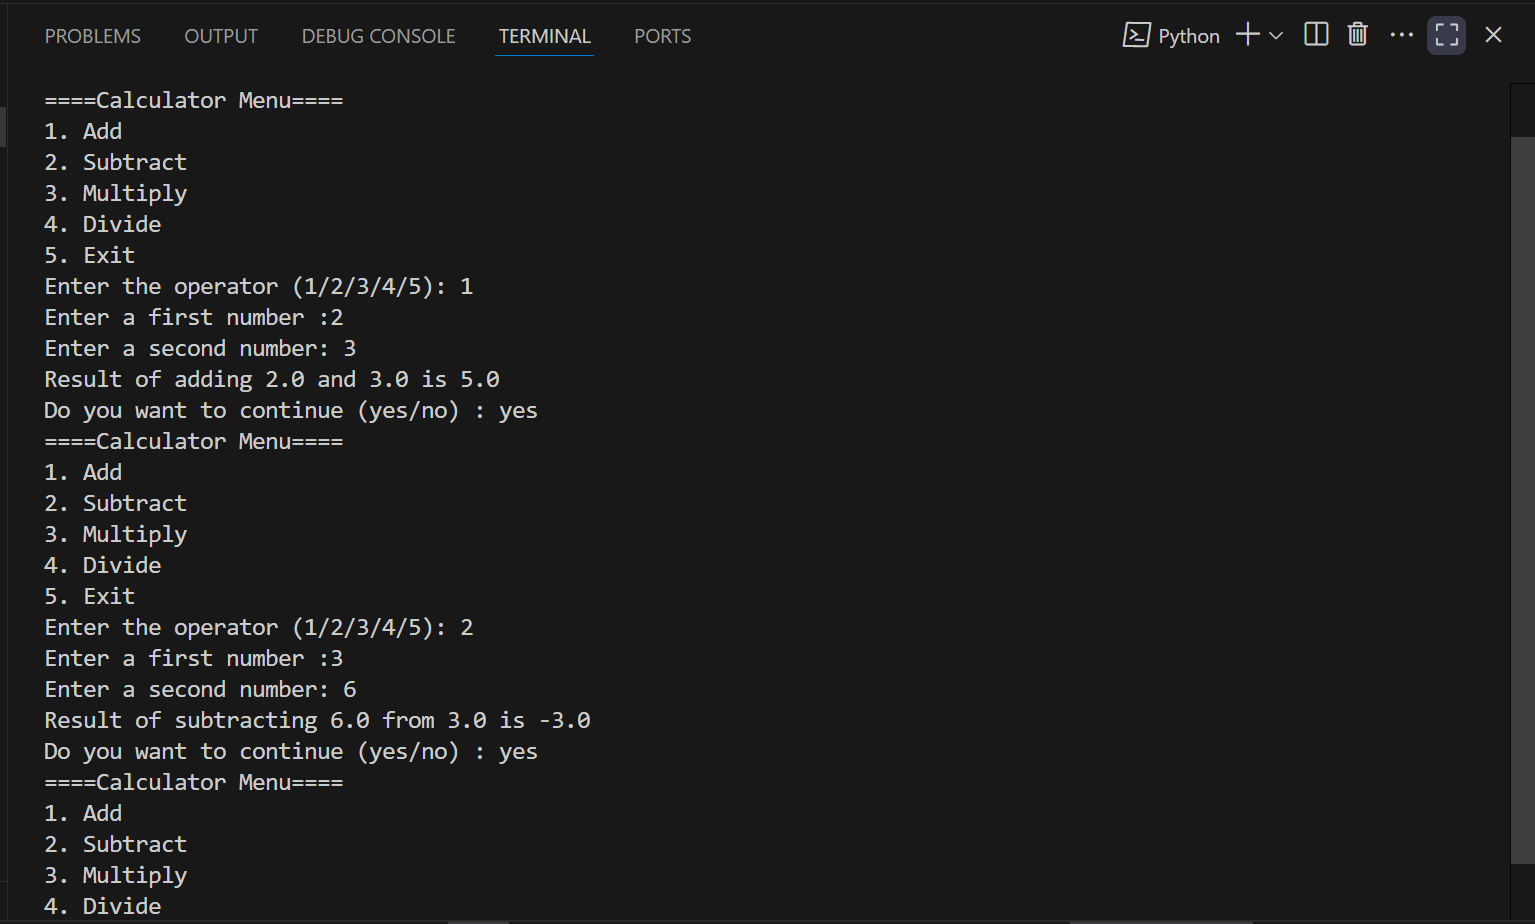 PROBLEMS OUTPUT DEBUG CONSOLE TERMINAL PORTS Python
====Calculator Menu====
1. Add
2. Subtract
3. Multiply
4. Divide
5. Exit
Enter the operator (1/2/3/4/5): 1
Enter a first number :2
Enter a second number: 3
Result of adding 2.0 and 3.0 is 5.0
Do you want to continue (yes/no) : yes
====Calculator Menu====
1. Add
2. Subtract
3. Multiply
4. Divide
5. Exit
Enter the operator (1/2/3/4/5): 2
Enter a first number :3
Enter a second number: 6
Result of subtracting 6.0 from 3.0 is -3.0
Do you want to continue (yes/no) : yes
====Calculator Menu====
1. Add
2. Subtract
3. Multiply
4. Divide